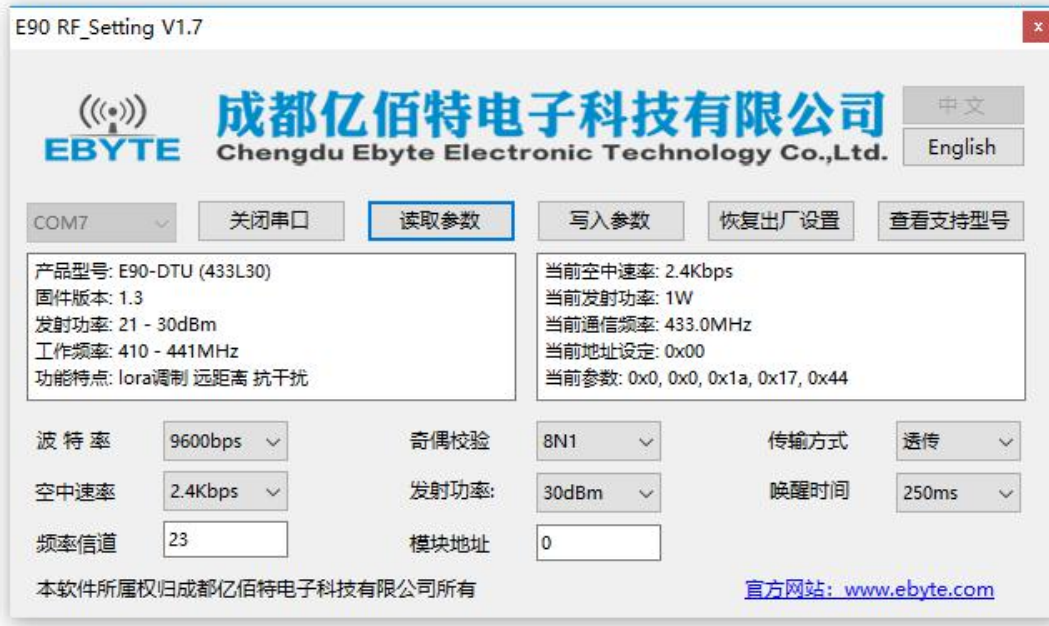 E90 RF_Setting V1.7
x
EBYTE
成都亿佰特电子科技有限公司
Chengdu Ebyte Electronic Technology Co.,Ltd.
中文
English
COM7
关闭串口
读取参数
写入参数
恢复出厂设置
查看支持型号
产品型号: E90-DTU (433L30)
固件版本: 1.3
发射功率: 21 - 30dBm
工作频率: 410 - 441MHz
功能特点: lora调制 远距离 抗干扰
当前空中速率: 2.4Kbps
当前发射功率: 1W
当前通信频率: 433.0MHz
当前地址设定: 0x00
当前参数: 0x0, 0x0, 0x1a, 0x17, 0x44
波 特 率 9600bps
奇偶校验 8N1
传输方式 透传
空中速率 2.4Kbps
发射功率: 30dBm
唤醒时间 250ms
频率信道 23
模块地址 0
本软件所属权归成都亿佰特电子科技有限公司所有
官方网站: www.ebyte.com